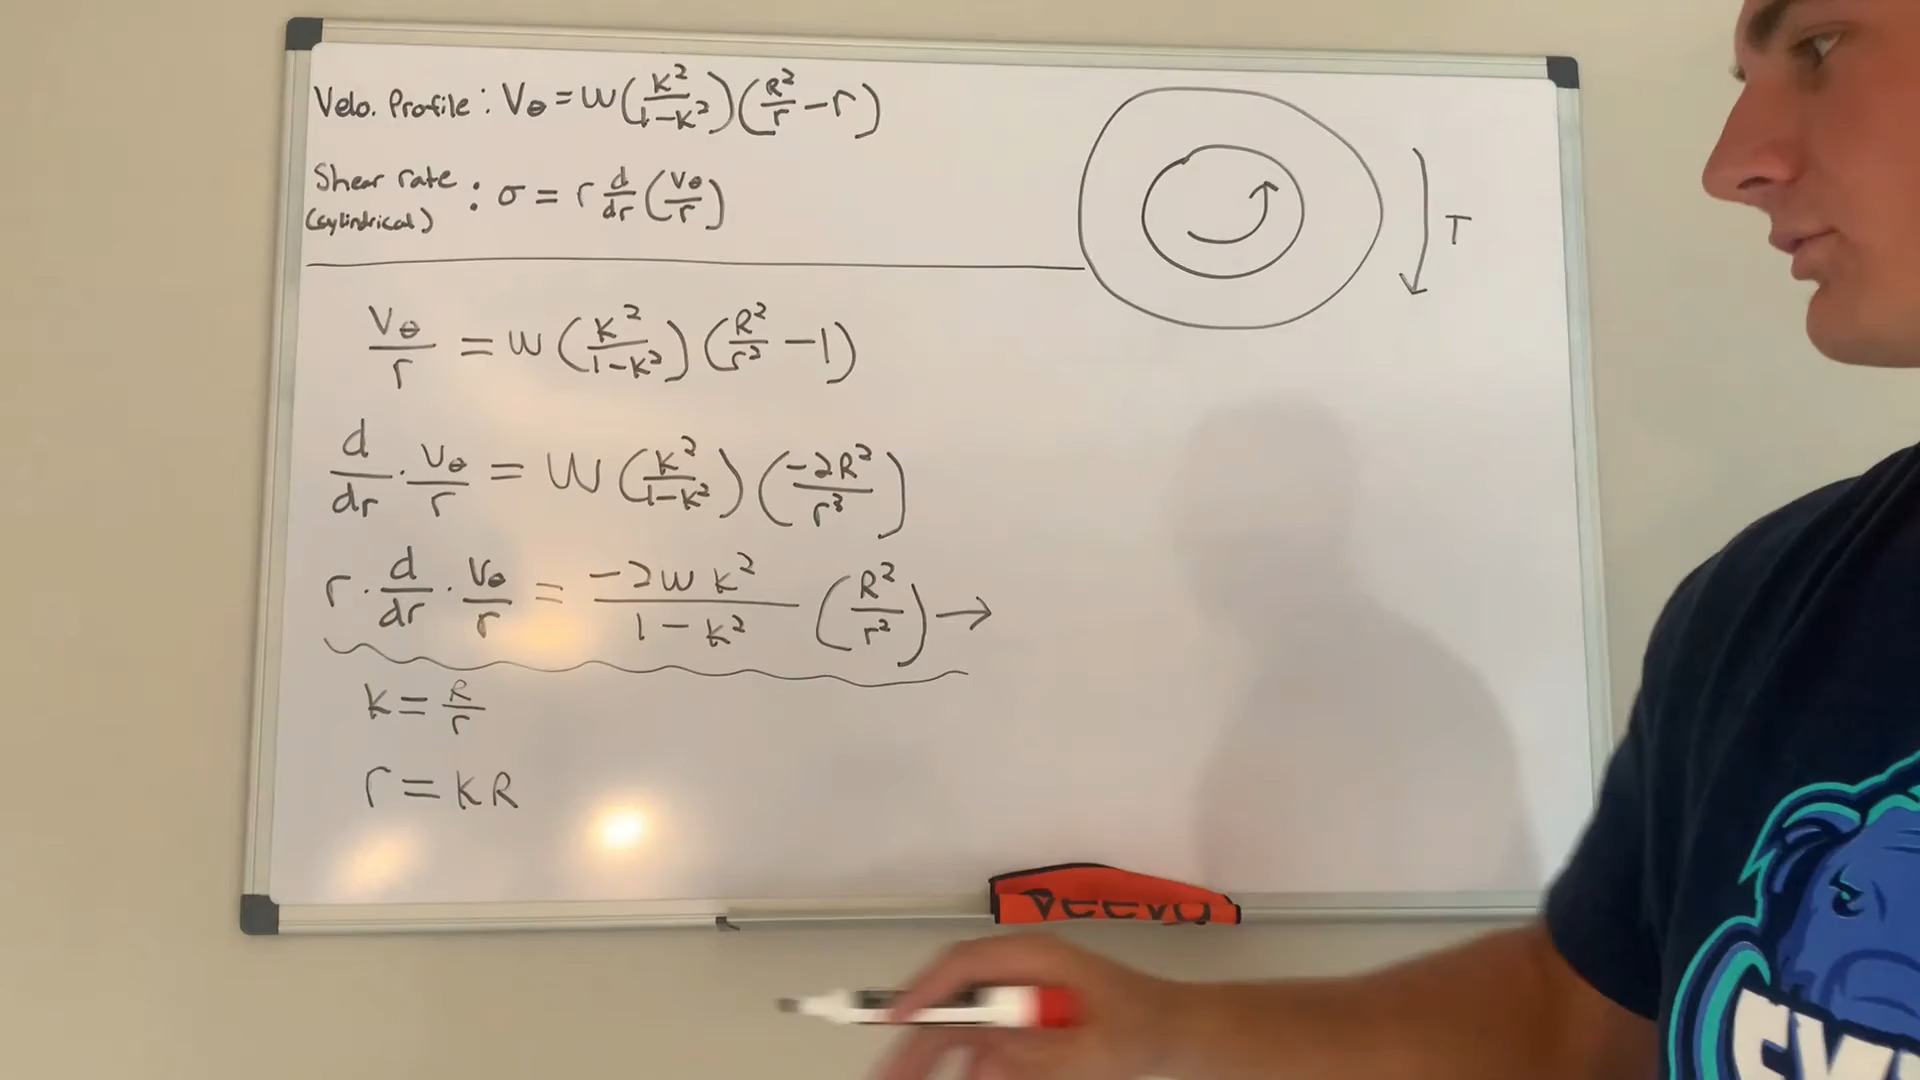 Velo. Profile: Vθ = W(K²/1-K²)(R²/r - r)
Shear rate (cylindrical): σ = r d/dr (Vθ/r)
T
Vθ/r = W(K²/1-K²)(R²/r² - 1)
d/dr · Vθ/r = W(K²/1-K²)(-2R²/r³)
r · d/dr · Vθ/r = -2WK²/1-K² (R²/r²) →
K = R/r
r = KR